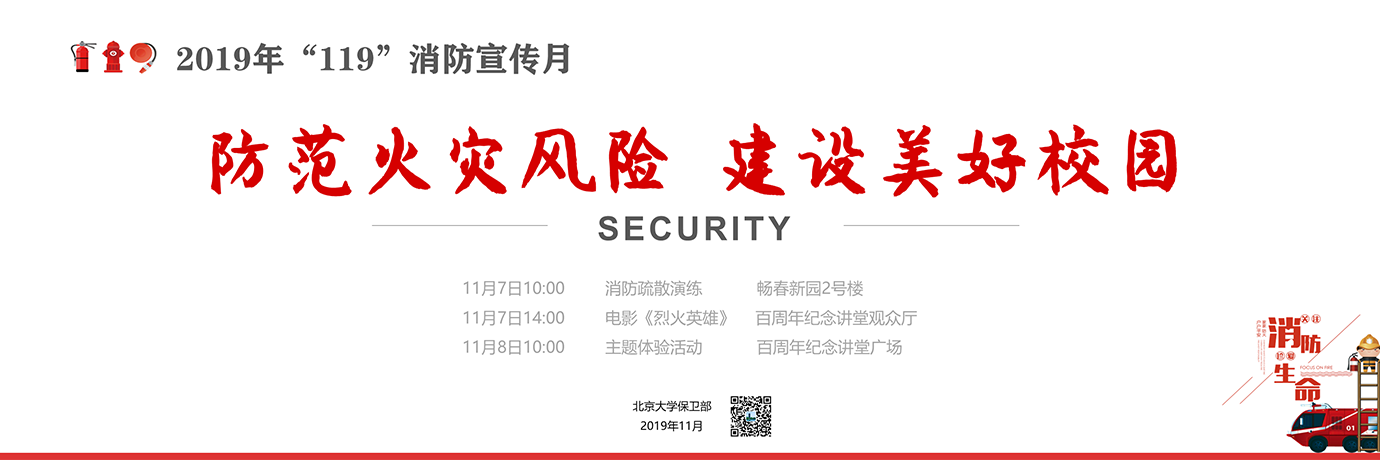 2019年“119”消防宣传月
防范火灾风险 建设美好校园
SECURITY
11月7日10:00 消防疏散演练 畅春新园2号楼
11月7日14:00 电影《烈火英雄》 百周年纪念讲堂观众厅
11月8日10:00 主题体验活动 百周年纪念讲堂广场
北京大学保卫部
2019年11月
关注
消防
珍爱
FOCUS ON FIRE
生命
01